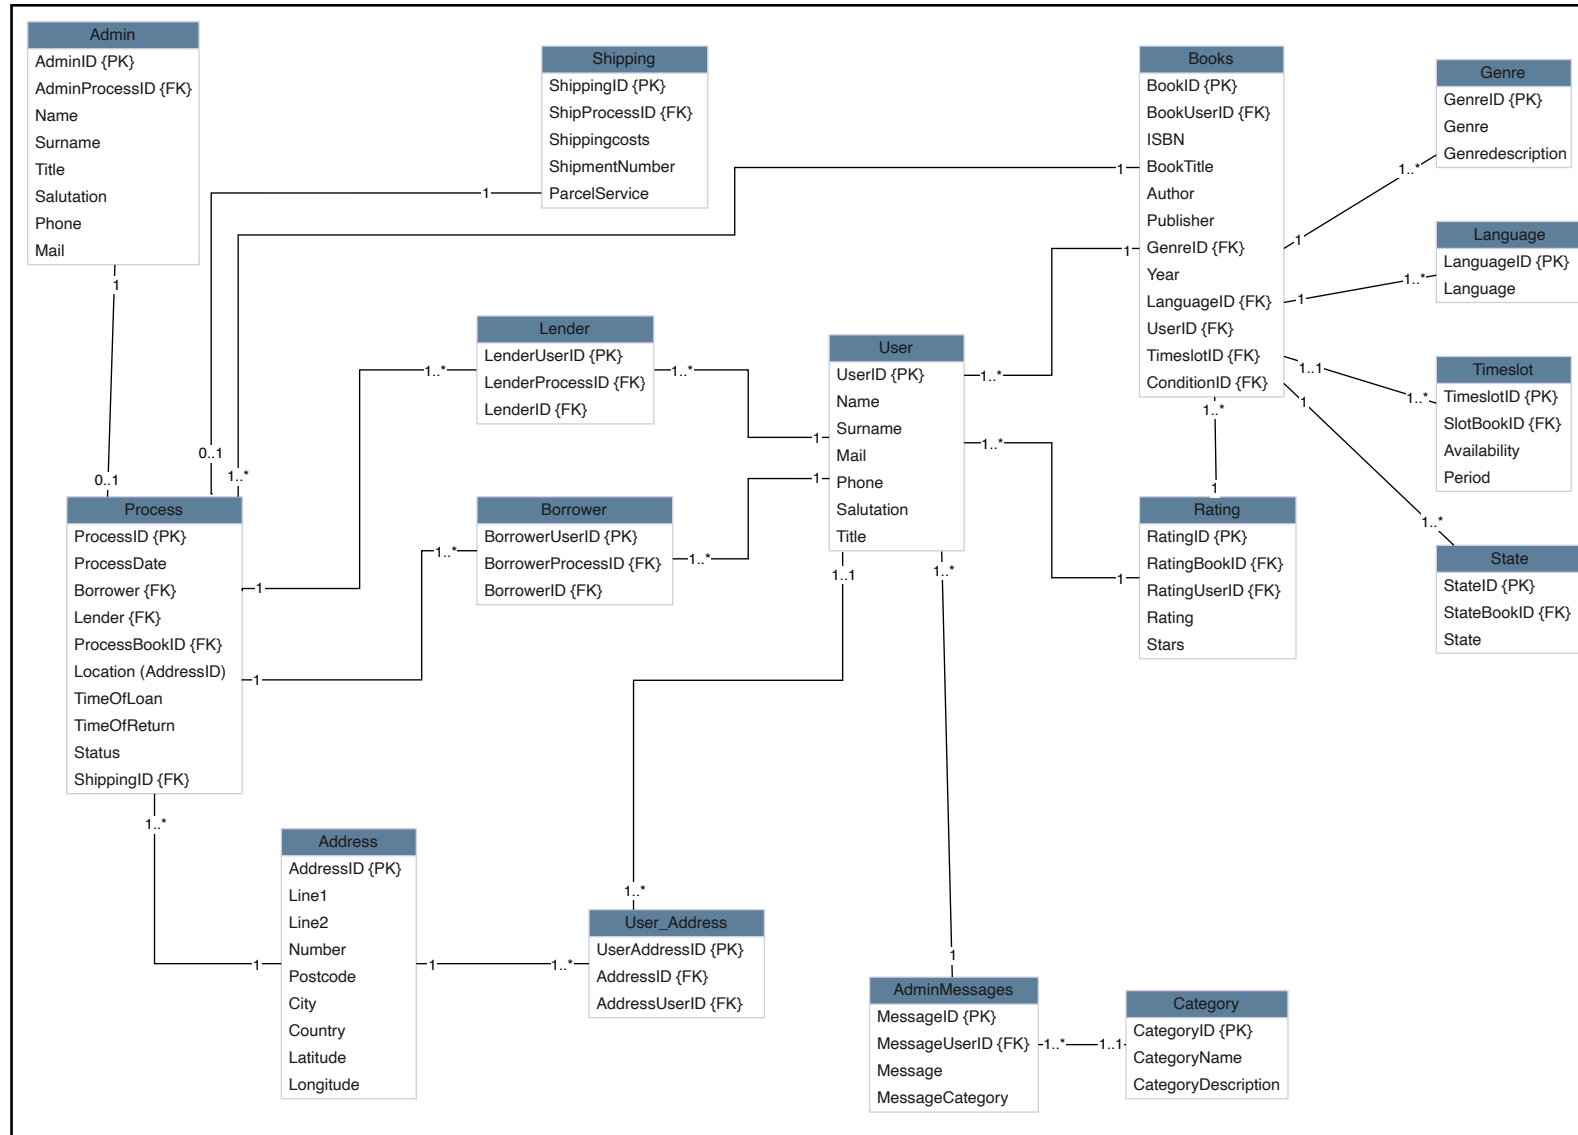 Admin
AdminID {PK}
AdminProcessID {FK}
Name
Surname
Title
Salutation
Phone
Mail
1
0..1
Shipping
ShippingID {PK}
ShipProcessID {FK}
Shippingcosts
ShipmentNumber
ParcelService
1
0..1
Books
BookID {PK}
BookUserID {FK}
ISBN
BookTitle
Author
Publisher
GenreID {FK}
Year
LanguageID {FK}
UserID {FK}
TimeslotID {FK}
ConditionID {FK}
1
1..*
1
1..*
Genre
GenreID {PK}
Genre
Genredescription
1..*
1
Language
LanguageID {PK}
Language
1..*
1
Timeslot
TimeslotID {PK}
SlotBookID {FK}
Availability
Period
1..1
1..*
State
StateID {PK}
StateBookID {FK}
State
1
1..*
Lender
LenderUserID {PK}
LenderProcessID {FK}
LenderID {FK}
1..*
1..*
1
1
User
UserID {PK}
Name
Surname
Mail
Phone
Salutation
Title
1..*
1
1..1
1..*
1..*
1
Borrower
BorrowerUserID {PK}
BorrowerProcessID {FK}
BorrowerID {FK}
1..*
1..*
1
1
Rating
RatingID {PK}
RatingBookID {FK}
RatingUserID {FK}
Rating
Stars
1..*
1
Process
ProcessID {PK}
ProcessDate
Borrower {FK}
Lender {FK}
ProcessBookID {FK}
Location (AddressID)
TimeOfLoan
TimeOfReturn
Status
ShippingID {FK}
1..*
1
Address
AddressID {PK}
Line1
Line2
Number
Postcode
City
Country
Latitude
Longitude
1
1..*
User_Address
UserAddressID {PK}
AddressID {FK}
AddressUserID {FK}
AdminMessages
MessageID {PK}
MessageUserID {FK}
Message
MessageCategory
1..*
1..1
Category
CategoryID {PK}
CategoryName
CategoryDescription